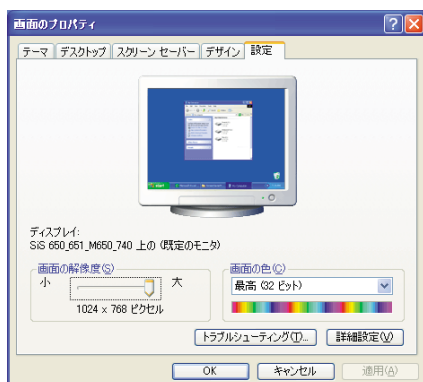 画面のプロパティ
テーマ デスクトップ スクリーン セーバー デザイン 設定
ディスプレイ:
SiS 650_651_M650_740 上の (既定のモニタ)
画面の解像度(S) 画面の色(C)
小 大 最高 (32 ビット)
1024 x 768 ピクセル
トラブルシューティング(T)... 詳細設定(V)
OK キャンセル 適用(A)